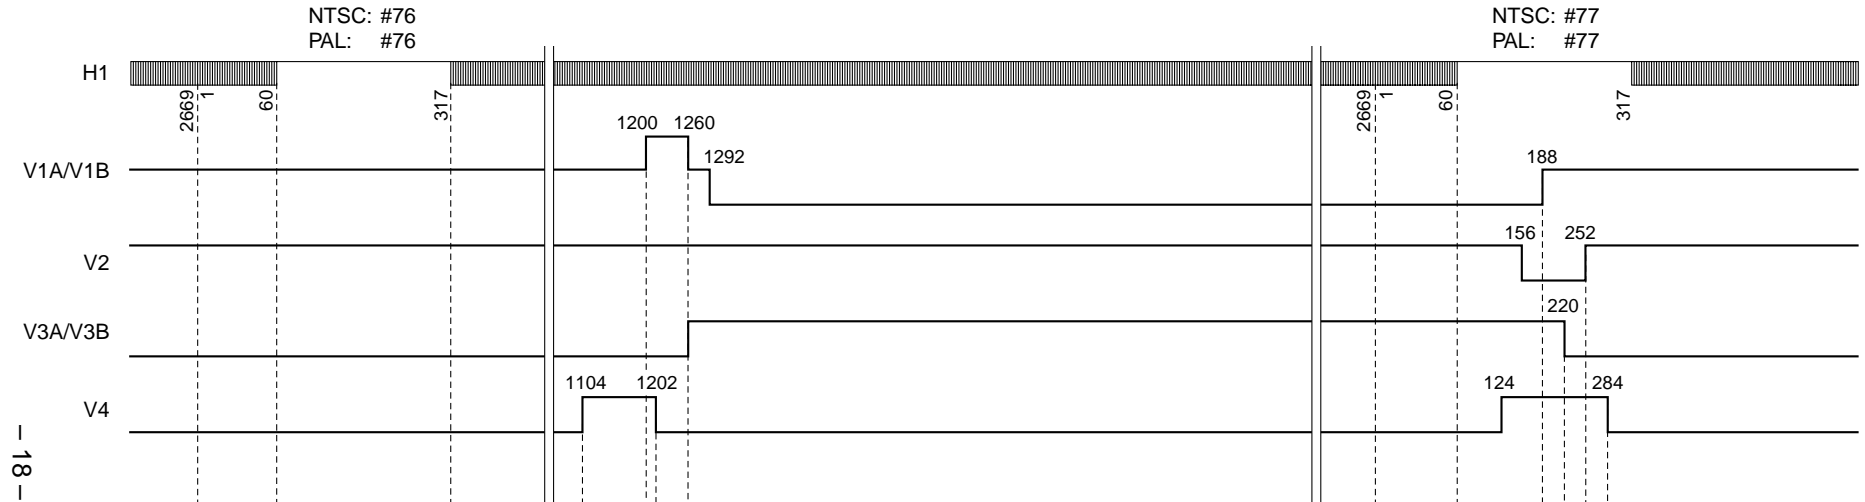 NTSC: #76
PAL: #76
NTSC: #77
PAL: #77
H1
2669
1
60
317
2669
1
60
317
1200
1260
1292
188
V1A/V1B
156
252
V2
220
V3A/V3B
1104
1202
124
284
V4
– 18 –